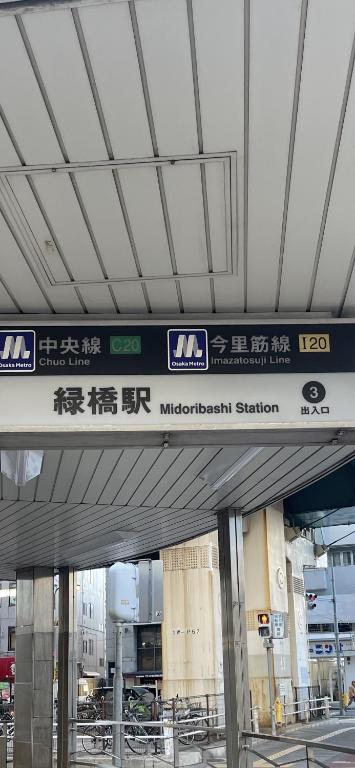 中央線 C20
Chuo Line
Osaka Metro
今里筋線 I20
Imazatosuji Line
Osaka Metro
緑橋駅 Midoribashi Station
3
出入口